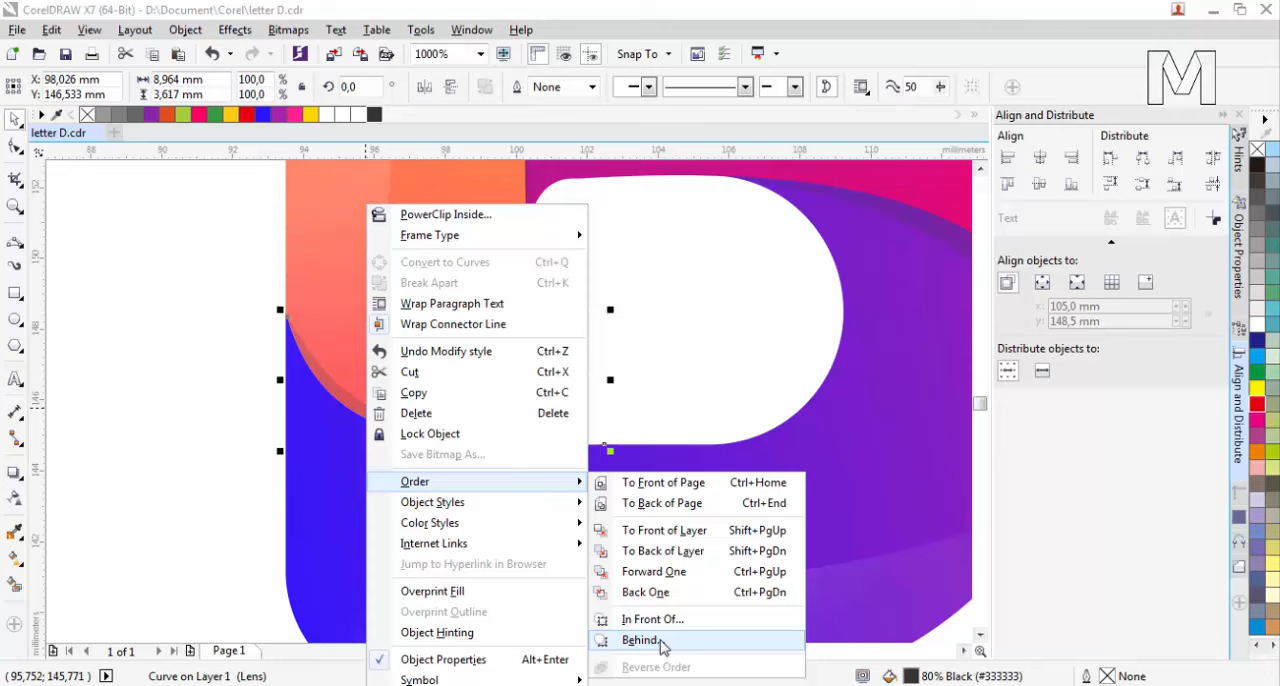 CorelDRAW X7 (64-Bit) - D:\Document\Corel\letter D.cdr
File Edit View Layout Object Effects Bitmaps Text Table Tools Window Help
1000% Snap To
X: 98,026 mm 8,964 mm 100,0 % 0,0 None 50
Y: 146,533 mm 917 mm 100,0 %
M
letter D.cdr
Align and Distribute
88 90 92 94 96 98 100 102 104 106 108 110 millimeters
Align Distribute
Text
Align objects to:
x: 105,0 mm
y: 148,5 mm
Distribute objects to:
Hints
Object Properties
Align and Distribute
152
150
148
146
144
142
millimeters
PowerClip Inside...
Frame Type
Convert to Curves Ctrl+Q
Break Apart Ctrl+K
Wrap Paragraph Text
Wrap Connector Line
Undo Modify style Ctrl+Z
Cut Ctrl+X
Copy Ctrl+C
Delete Delete
Lock Object
Save Bitmap As...
Order
Object Styles
Color Styles
Internet Links
Jump to Hyperlink in Browser
Overprint Fill
Overprint Outline
Object Hinting
Object Properties Alt+Enter
Symbol
To Front of Page Ctrl+Home
To Back of Page Ctrl+End
To Front of Layer Shift+PgUp
To Back of Layer Shift+PgDn
Forward One Ctrl+PgUp
Back One Ctrl+PgDn
In Front Of...
Behind
Reverse Order
1 of 1 Page 1
( 95,752; 145,771 ) Curve on Layer 1 (Lens) 80% Black (#333333) None